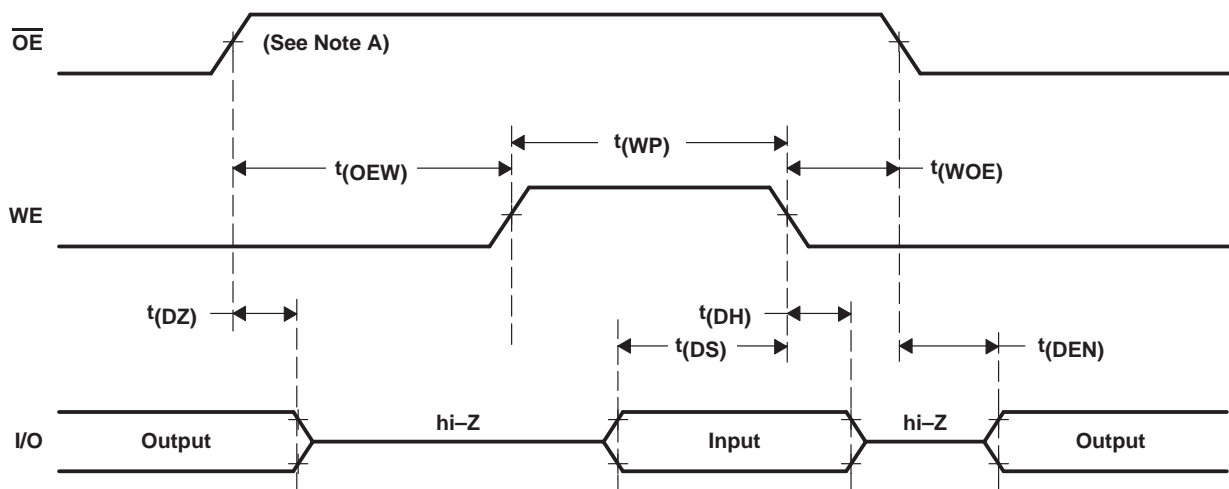 OE
(See Note A)
t(WP)
t(OEW)
t(WOE)
WE
t(DZ)
t(DH)
t(DS)
t(DEN)
hi–Z
hi–Z
I/O
Output
Input
Output